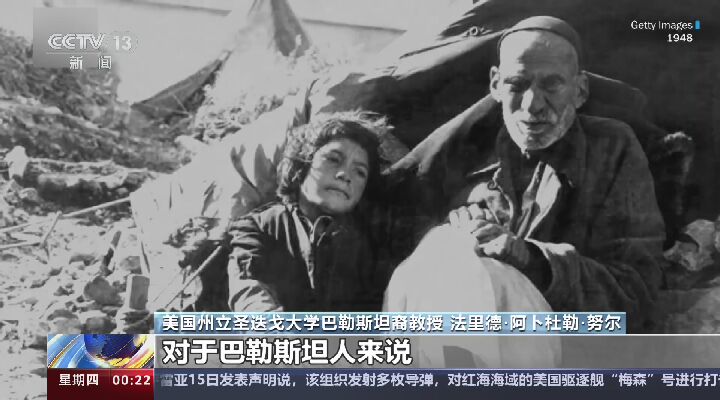 CCTV 13
新闻
Getty Images
1948
美国州立圣迭戈大学巴勒斯坦裔教授 法里德·阿卜杜勒·努尔
对于巴勒斯坦人来说
星期四 00:22 雷亚15日发表声明说，该组织发射多枚导弹，对红海海域的美国驱逐舰“梅森”号进行打